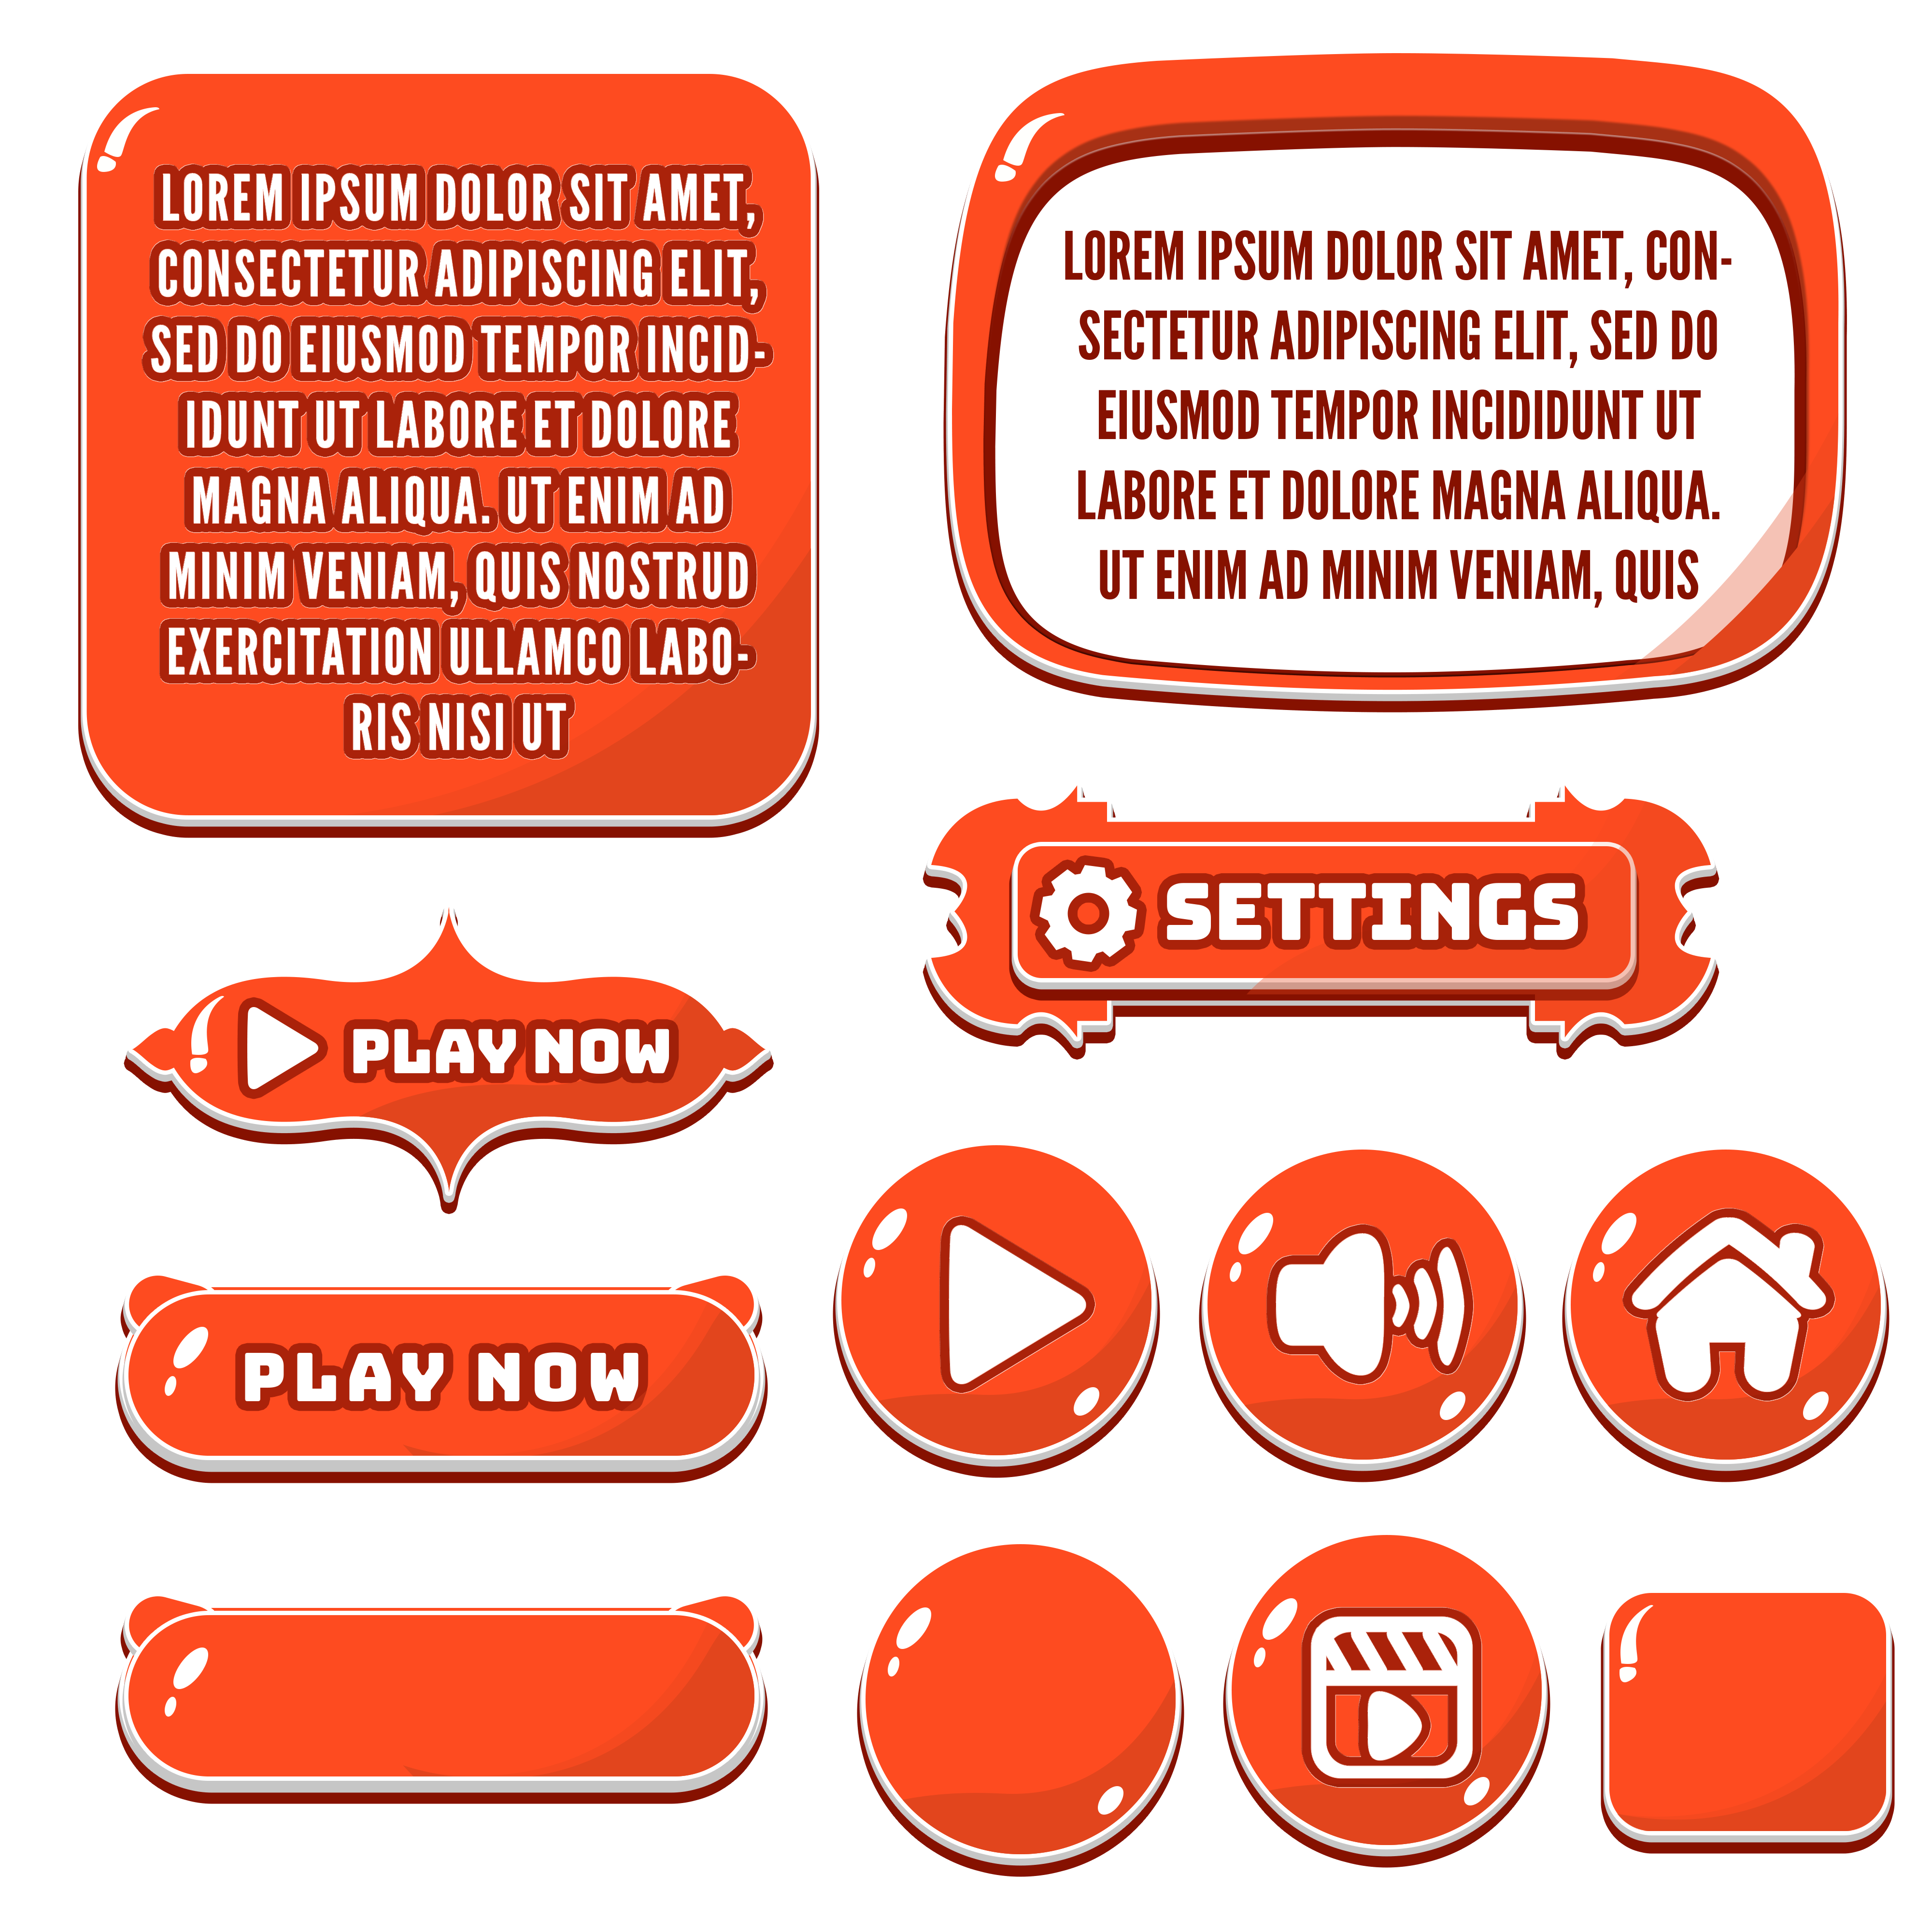 LOREM IPSUM DOLOR SIT AMET,
CONSECTETUR ADIPISCING ELIT,
SED DO EIUSMOD TEMPOR INCID-
IDUNT UT LABORE ET DOLORE
MAGNA ALIQUA. UT ENIM AD
MINIM VENIAM, QUIS NOSTRUD
EXERCITATION ULLAMCO LABO-
RIS NISI UT
LOREM IPSUM DOLOR SIT AMET, CON-
SECTETUR ADIPISCING ELIT, SED DO
EIUSMOD TEMPOR INCIDIDUNT UT
LABORE ET DOLORE MAGNA ALIQUA.
UT ENIM AD MINIM VENIAM, QUIS
SETTINGS
PLAY NOW
PLAY NOW